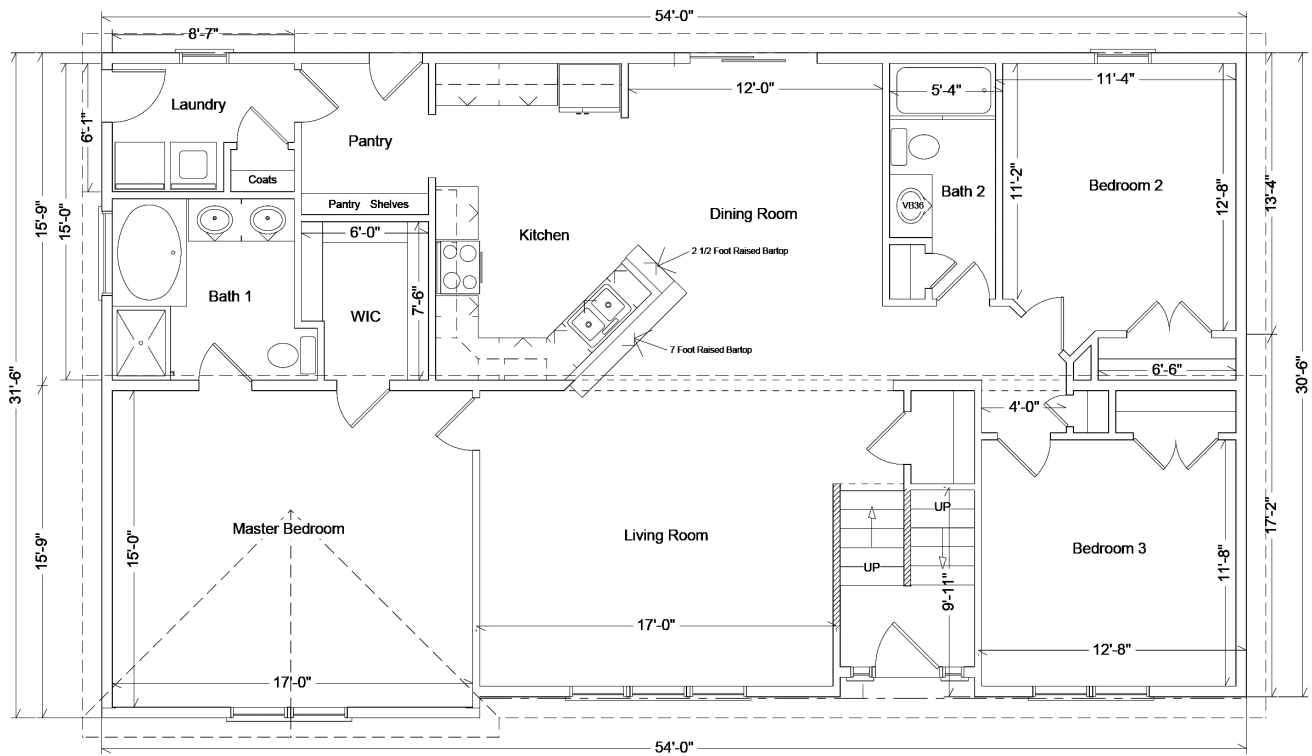 54'-0"
8'-7"
Laundry
6'-1"
Coats
Pantry
Pantry Shelves
12'-0"
5'-4"
11'-4"
11'-2"
Bath 2
VB36
Bedroom 2
12'-8"
13'-4"
15'-9"
15'-0"
6'-0"
Kitchen
Dining Room
2 1/2 Foot Raised Bartop
Bath 1
WIC
7'-6"
7 Foot Raised Bartop
6'-6"
31'-6"
30'-6"
4'-0"
15'-9"
15'-0"
Master Bedroom
Living Room
UP
UP
9'-11"
Bedroom 3
11'-8"
17'-2"
17'-0"
17'-0"
12'-8"
54'-0"